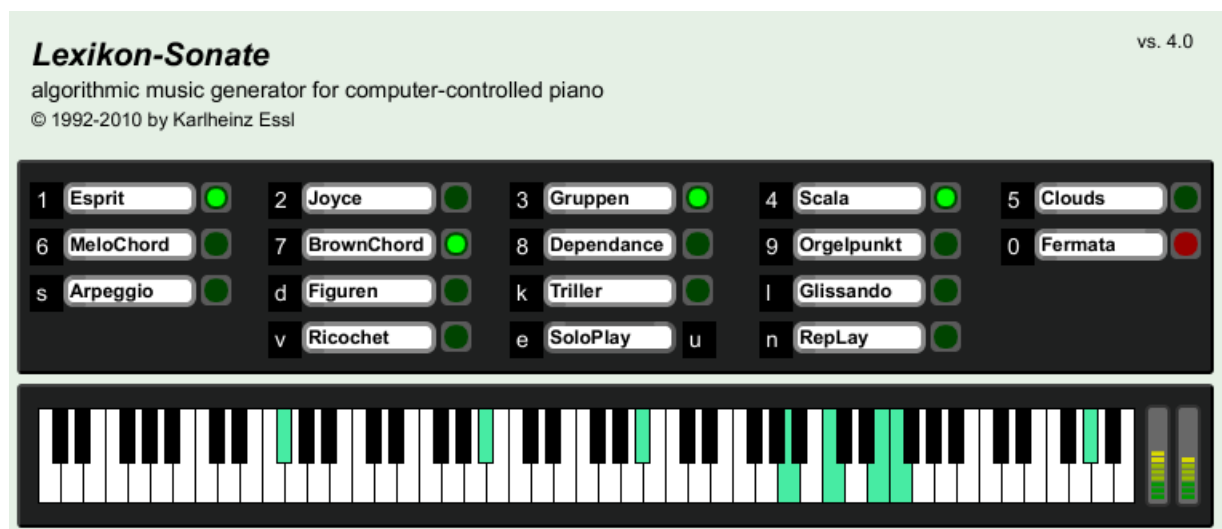 Lexikon-Sonate
vs. 4.0
algorithmic music generator for computer-controlled piano
© 1992-2010 by Karlheinz Essl
1 Esprit 2 Joyce 3 Gruppen 4 Scala 5 Clouds
6 MeloChord 7 BrownChord 8 Dependance 9 Orgelpunkt 0 Fermata
s Arpeggio d Figuren k Triller l Glissando
v Ricochet e SoloPlay u n RepLay